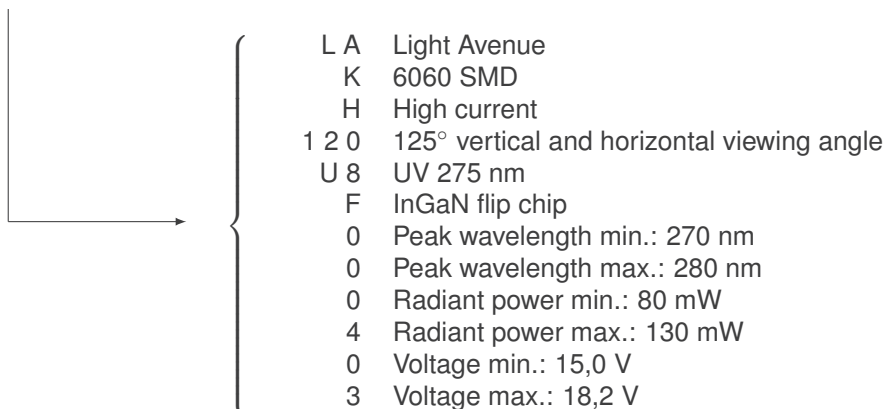 L A Light Avenue
K 6060 SMD
H High current
1 2 0 125° vertical and horizontal viewing angle
U 8 UV 275 nm
F InGaN flip chip
0 Peak wavelength min.: 270 nm
0 Peak wavelength max.: 280 nm
0 Radiant power min.: 80 mW
4 Radiant power max.: 130 mW
0 Voltage min.: 15,0 V
3 Voltage max.: 18,2 V